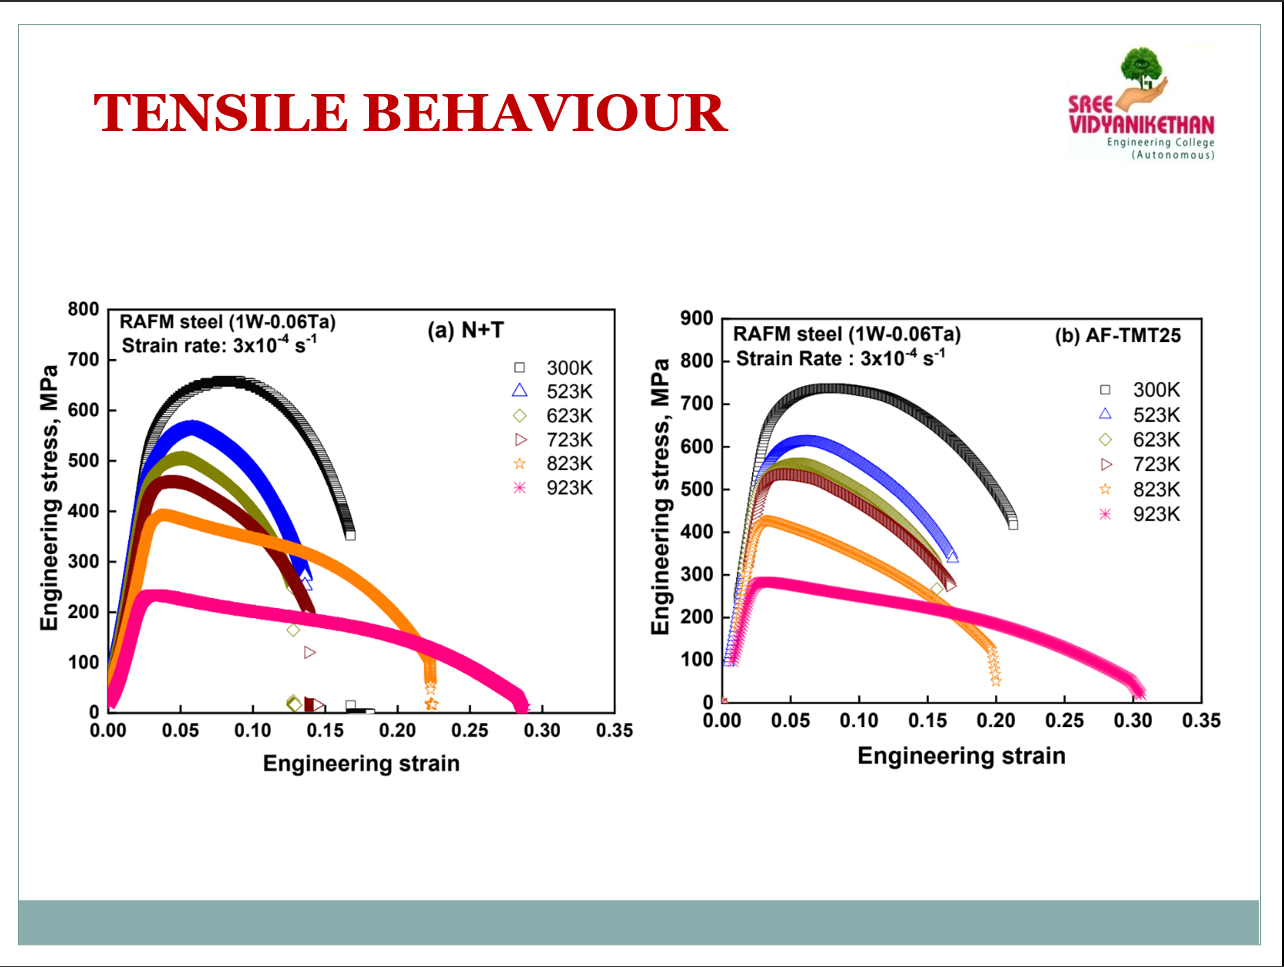 TENSILE BEHAVIOUR
SREE
VIDYANIKETHAN
Engineering College
(Autonomous)
800
700
600
500
400
300
200
100
0
Engineering stress, MPa
RAFM steel (1W-0.06Ta)
Strain rate: 3x10⁻⁴ s⁻¹
(a) N+T
300K
523K
623K
723K
823K
923K
0.00 0.05 0.10 0.15 0.20 0.25 0.30 0.35
Engineering strain
900
800
700
600
500
400
300
200
100
0
Engineering stress, MPa
RAFM steel (1W-0.06Ta)
Strain Rate : 3x10⁻⁴ s⁻¹
(b) AF-TMT25
300K
523K
623K
723K
823K
923K
0.00 0.05 0.10 0.15 0.20 0.25 0.30 0.35
Engineering strain